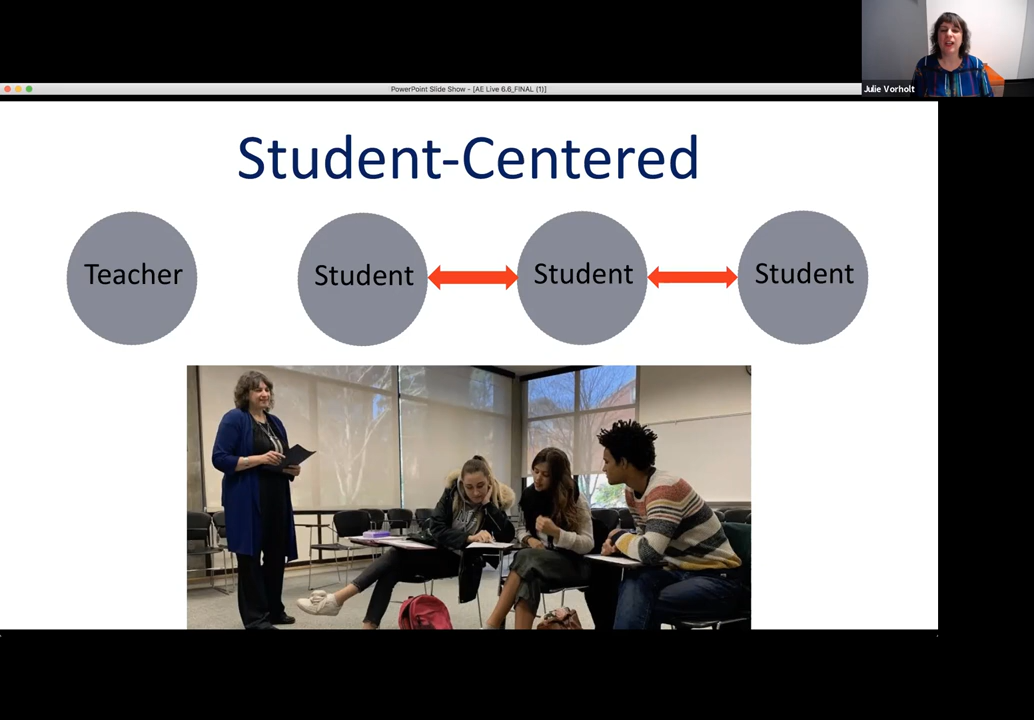 Julie Vorholt
PowerPoint Slide Show - [AE Live 6.6_FINAL (1)]
Student-Centered
Teacher Student Student Student